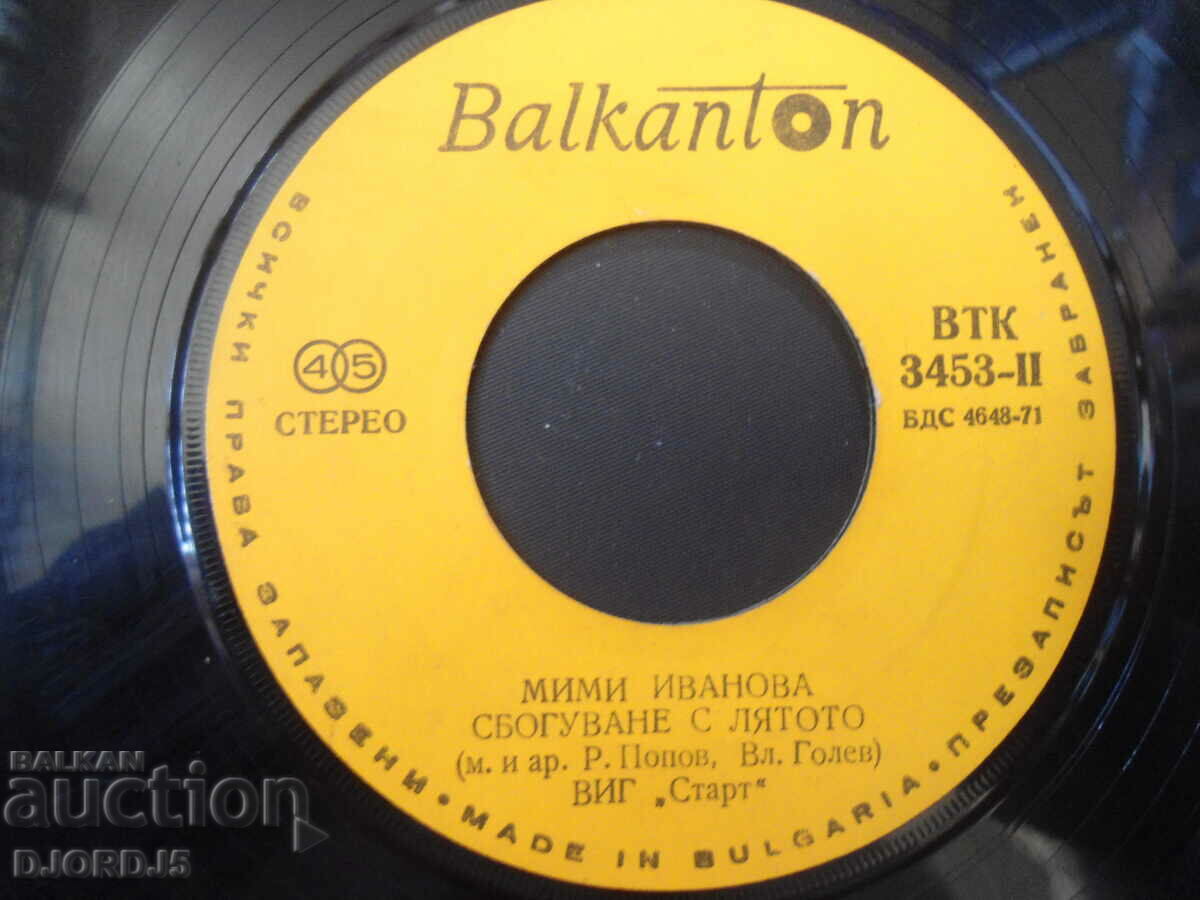 Balkanton
ВСИЧКИ ПРАВА ЗАПАЗЕНИ • MADE IN BULGARIA • ПРЕЗАПИСЪТ ЗАБРАНЕН
45
СТЕРЕО
ВТК
3453-II
БДС 4648-71
МИМИ ИВАНОВА
СБОГУВАНЕ С ЛЯТОТО
(м. и ар. Р. Попов, Вл. Голев)
ВИГ „Старт“
BALKAN
auction
DJORDJ5